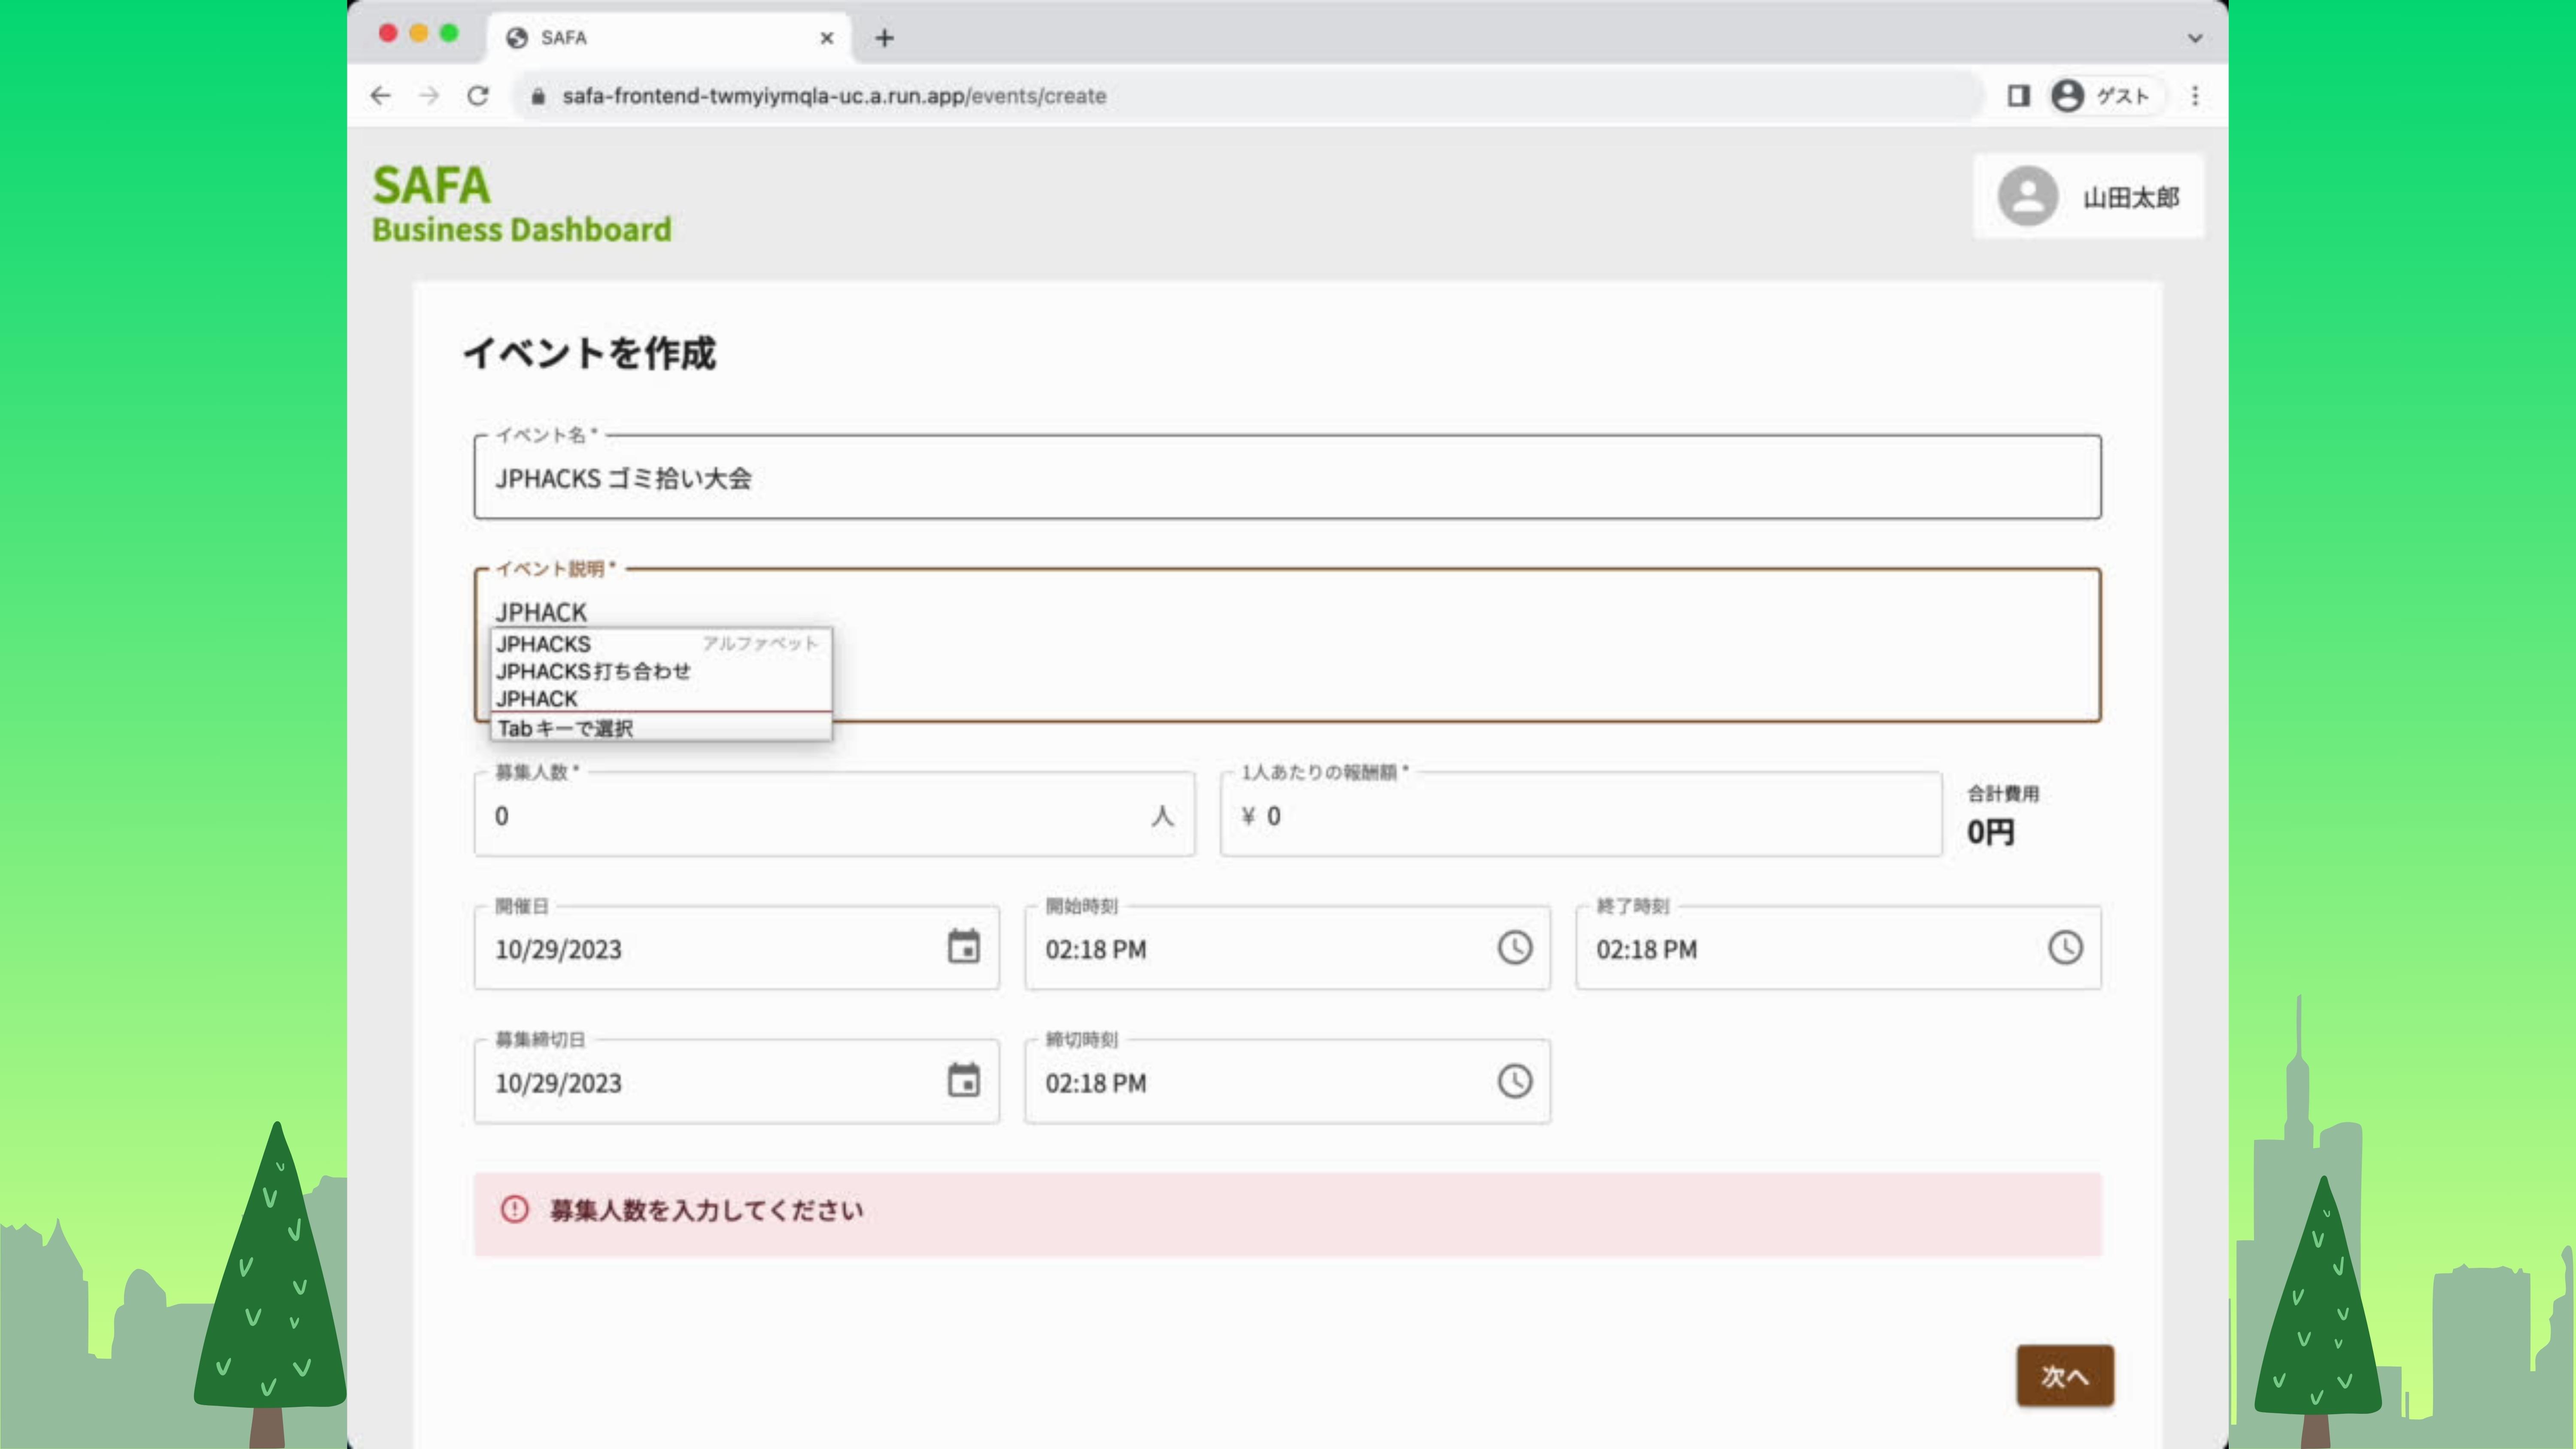 SAFA
safa-frontend-twmyiymqla-uc.a.run.app/events/create
ゲスト
SAFA
Business Dashboard
山田太郎
イベントを作成
イベント名 *
JPHACKS ゴミ拾い大会
イベント説明 *
JPHACK
JPHACKS アルファベット
JPHACKS打ち合わせ
JPHACK
Tab キーで選択
募集人数 *
0 人
1人あたりの報酬額 *
¥ 0
合計費用
0円
開催日
10/29/2023
開始時刻
02:18 PM
終了時刻
02:18 PM
募集締切日
10/29/2023
締切時刻
02:18 PM
募集人数を入力してください
次へ